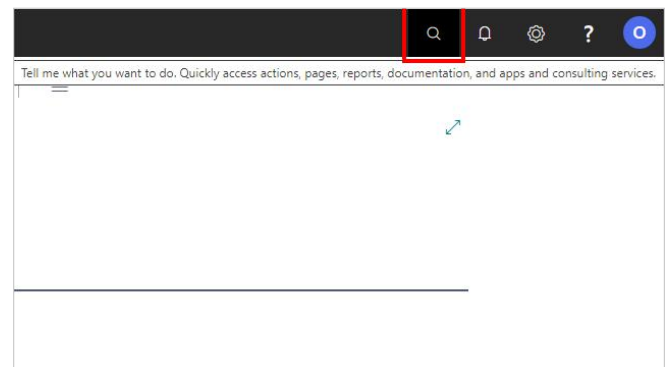 ?
O
Tell me what you want to do. Quickly access actions, pages, reports, documentation, and apps and consulting services.